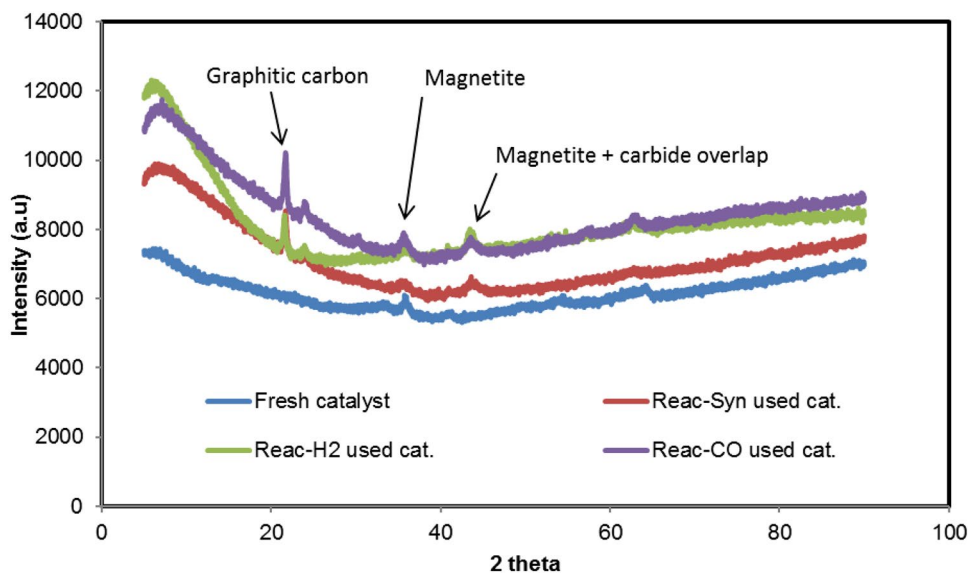 14000
12000
10000
8000
6000
4000
2000
0
Intensity (a.u)
Graphitic carbon
Magnetite
Magnetite + carbide overlap
Fresh catalyst
Reac-Syn used cat.
Reac-H2 used cat.
Reac-CO used cat.
0 20 40 60 80 100
2 theta